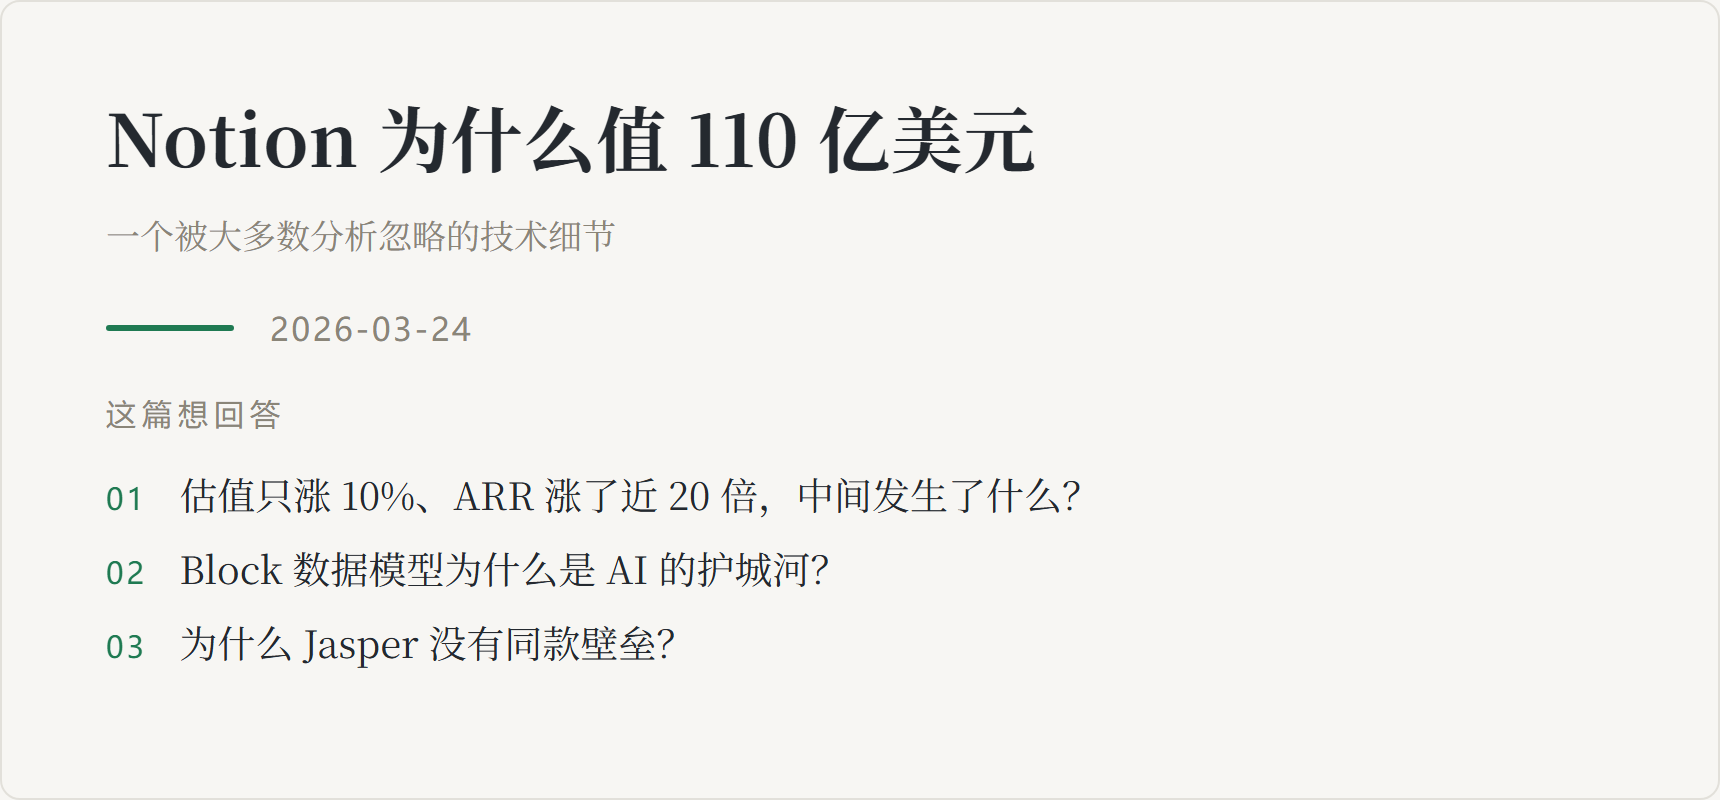 Notion 为什么值 110 亿美元
一个被大多数分析忽略的技术细节
2026-03-24
这篇想回答
01 估值只涨 10%、ARR 涨了近 20 倍，中间发生了什么？
02 Block 数据模型为什么是 AI 的护城河？
03 为什么 Jasper 没有同款壁垒？